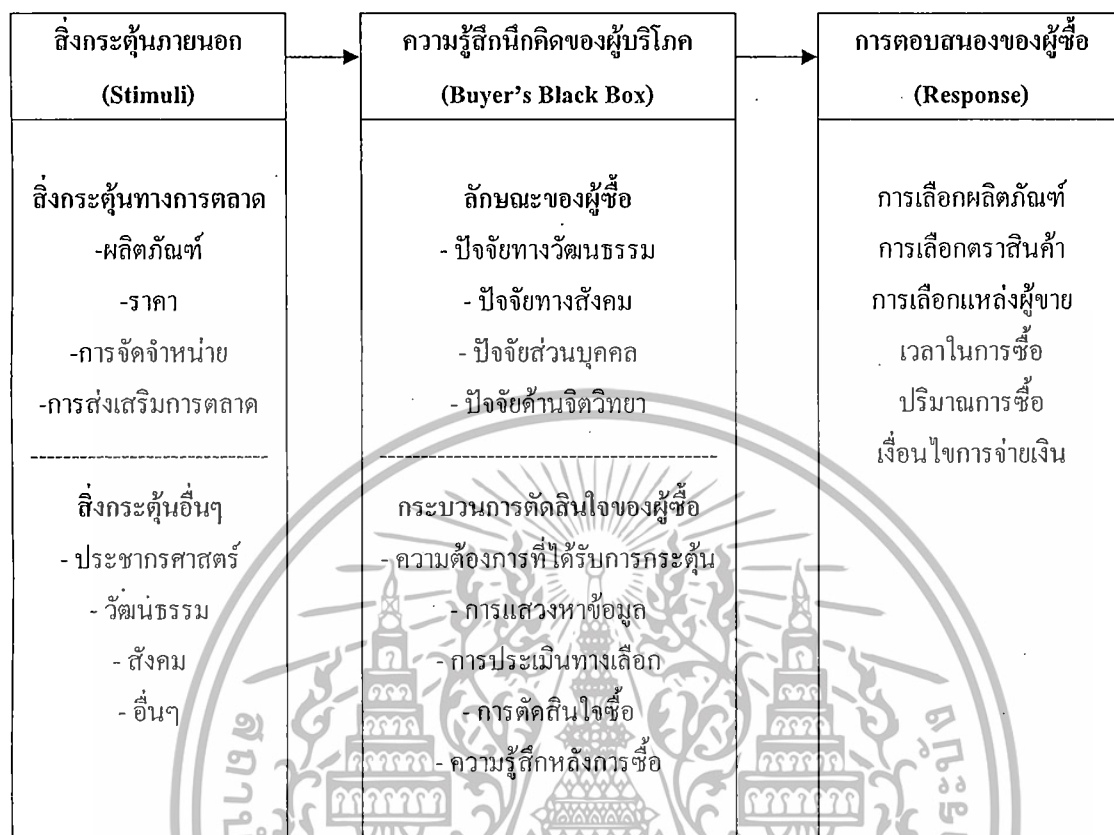 สิ่งกระตุ้นภายนอก
(Stimuli)
สิ่งกระตุ้นทางการตลาด
-ผลิตภัณฑ์
-ราคา
-การจัดจำหน่าย
-การส่งเสริมการตลาด
สิ่งกระตุ้นอื่นๆ
- ประชากรศาสตร์
- วัฒนธรรม
- สังคม
- อื่นๆ
ความรู้สึกนึกคิดของผู้บริโภค
(Buyer's Black Box)
ลักษณะของผู้ซื้อ
- ปัจจัยทางวัฒนธรรม
- ปัจจัยทางสังคม
- ปัจจัยส่วนบุคคล
- ปัจจัยด้านจิตวิทยา
กระบวนการตัดสินใจของผู้ซื้อ
- ความต้องการที่ได้รับการกระตุ้น
- การแสวงหาข้อมูล
- การประเมินทางเลือก
- การตัดสินใจซื้อ
- ความรู้สึกหลังการซื้อ
การตอบสนองของผู้ซื้อ
(Response)
การเลือกผลิตภัณฑ์
การเลือกตราสินค้า
การเลือกแหล่งผู้ขาย
เวลาในการซื้อ
ปริมาณการซื้อ
เงื่อนไขการจ่ายเงิน